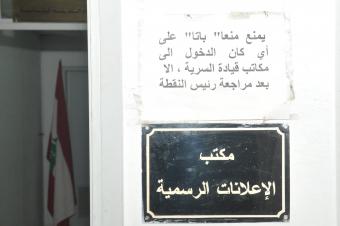 يمنع منعا" باتا" على
أي كان الدخول الى
مكاتب قيادة السرية ، الا
بعد مراجعة رئيس النقطة
مكتب
الإعلانات الرسمية